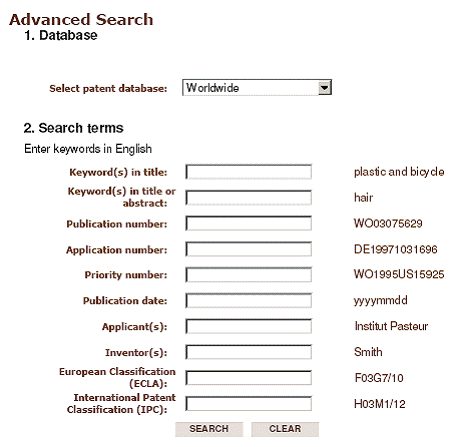 Advanced Search
1. Database
Select patent database: Worldwide
2. Search terms
Enter keywords in English
Keyword(s) in title: plastic and bicycle
Keyword(s) in title or
abstract: hair
Publication number: WO03075629
Application number: DE19971031696
Priority number: WO1995US15925
Publication date: yyyymmdd
Applicant(s): Institut Pasteur
Inventor(s): Smith
European Classification
(ECLA): F03G7/10
International Patent
Classification (IPC): H03M1/12
SEARCH CLEAR